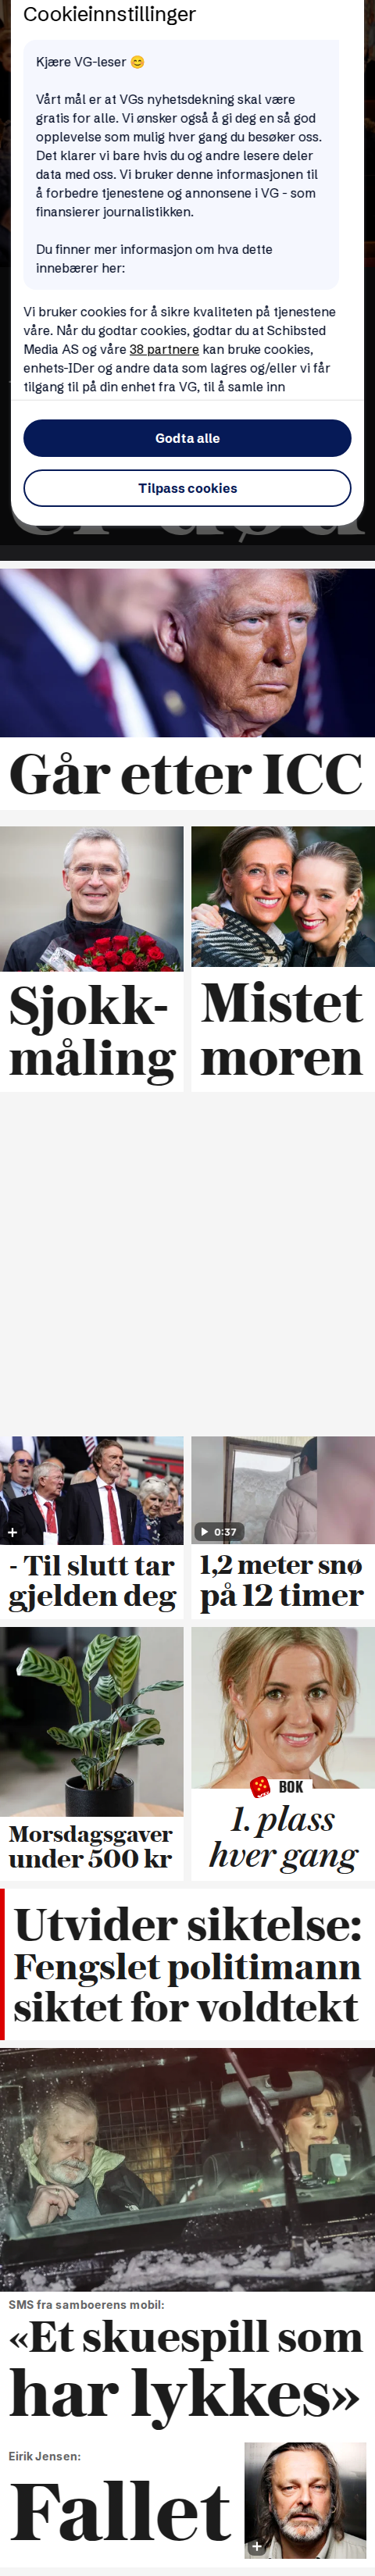 Cookieinnstillinger
Kjære VG-leser 😊
Vårt mål er at VGs nyhetsdekning skal være
gratis for alle. Vi ønsker også å gi deg en så god
opplevelse som mulig hver gang du besøker oss.
Det klarer vi bare hvis du og andre lesere deler
data med oss. Vi bruker denne informasjonen til
å forbedre tjenestene og annonsene i VG - som
finansierer journalistikken.
Du finner mer informasjon om hva dette
innebærer her:
Vi bruker cookies for å sikre kvaliteten på tjenestene
våre. Når du godtar cookies, godtar du at Schibsted
Media AS og våre 38 partnere kan bruke cookies,
enhets-IDer og andre data som lagres og/eller vi får
tilgang til på din enhet fra VG, til å samle inn
Godta alle
Tilpass cookies
er død
Går etter ICC
Sjokk-
måling
Mistet
moren
- Til slutt tar
gjelden deg
0:37
1,2 meter snø
på 12 timer
Morsdagsgaver
under 500 kr
BOK
1. plass
hver gang
Utvider siktelse:
Fengslet politimann
siktet for voldtekt
SMS fra samboerens mobil:
«Et skuespill som
har lykkes»
Eirik Jensen:
Fallet